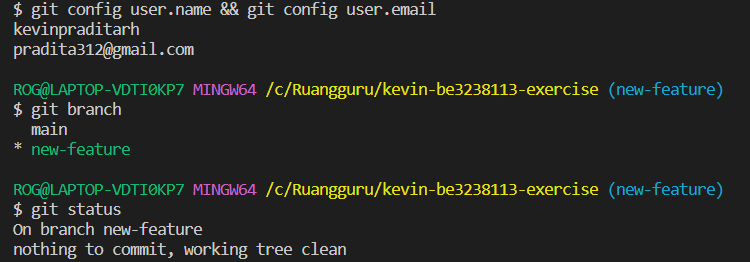 $ git config user.name && git config user.email
kevinpraditarh
pradita312@gmail.com
ROG@LAPTOP-VDTI0KP7 MINGW64 /c/Ruangguru/kevin-be3238113-exercise (new-feature)
$ git branch
main
* new-feature
ROG@LAPTOP-VDTI0KP7 MINGW64 /c/Ruangguru/kevin-be3238113-exercise (new-feature)
$ git status
On branch new-feature
nothing to commit, working tree clean